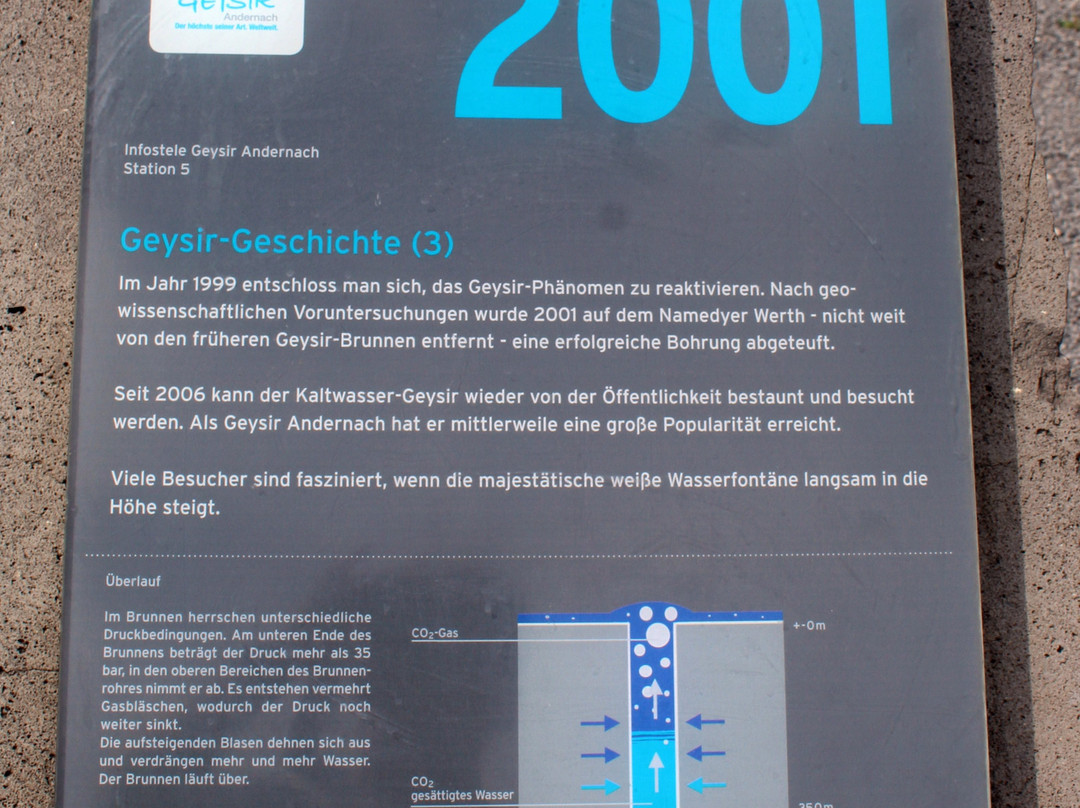 GEYSIR
Andernach
Der höchste seiner Art. Weltweit.
2001
Infostele Geysir Andernach
Station 5
Geysir-Geschichte (3)
Im Jahr 1999 entschloss man sich, das Geysir-Phänomen zu reaktivieren. Nach geo-
wissenschaftlichen Voruntersuchungen wurde 2001 auf dem Namedyer Werth - nicht weit
von den früheren Geysir-Brunnen entfernt - eine erfolgreiche Bohrung abgeteuft.
Seit 2006 kann der Kaltwasser-Geysir wieder von der Öffentlichkeit bestaunt und besucht
werden. Als Geysir Andernach hat er mittlerweile eine große Popularität erreicht.
Viele Besucher sind fasziniert, wenn die majestätische weiße Wasserfontäne langsam in die
Höhe steigt.
Überlauf
Im Brunnen herrschen unterschiedliche
Druckbedingungen. Am unteren Ende des
Brunnens beträgt der Druck mehr als 35
bar, in den oberen Bereichen des Brunnen-
rohres nimmt er ab. Es entstehen vermehrt
Gasbläschen, wodurch der Druck noch
weiter sinkt.
Die aufsteigenden Blasen dehnen sich aus
und verdrängen mehr und mehr Wasser.
Der Brunnen läuft über.
CO₂-Gas
+-0m
CO₂
gesättigtes Wasser
350m